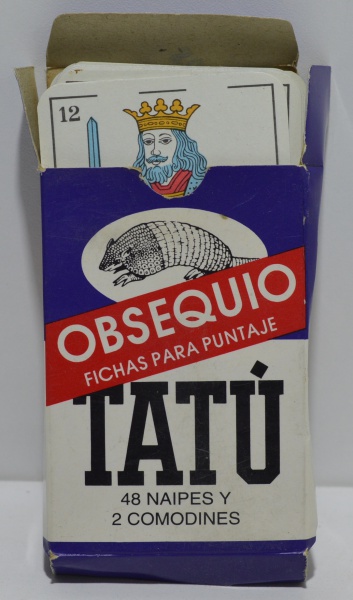 12
OBSEQUIO
FICHAS PARA PUNTAJE
TATÚ
48 NAIPES Y
2 COMODINES